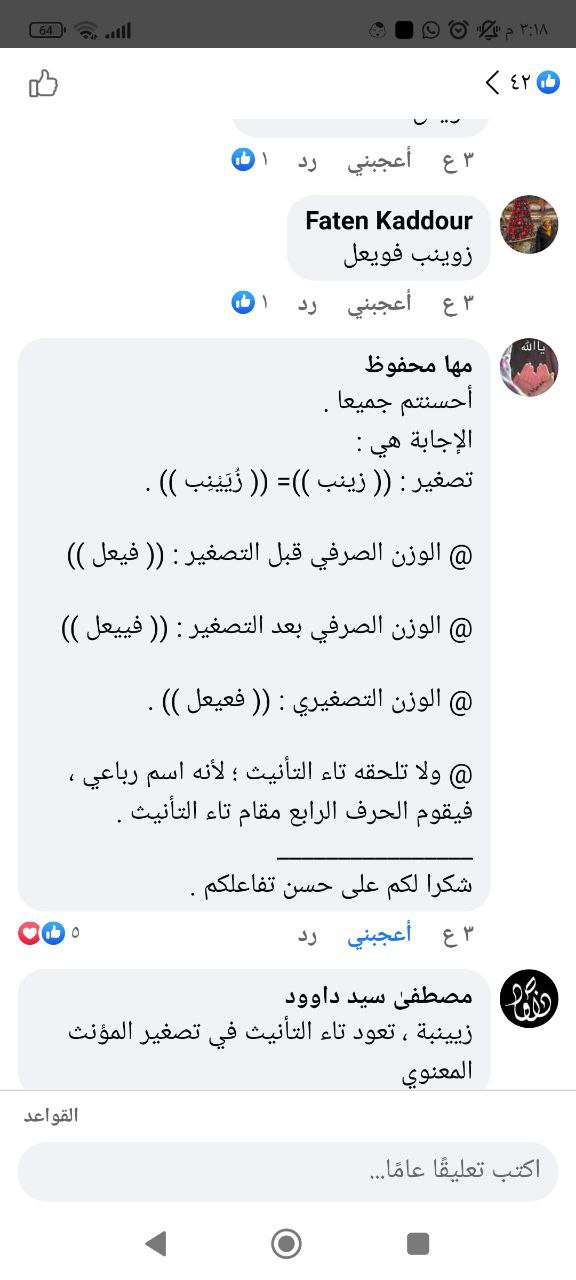 64
٣:١٨ م
٤٢
٣ ع أعجبني رد ١
Faten Kaddour
زوينب فويعل
٣ ع أعجبني رد ١
ياالله
مها محفوظ
أحسنتم جميعا .
الإجابة هي :
تصغير : (( زينب ))= (( زُيَيْنِب )) .
@ الوزن الصرفي قبل التصغير : (( فيعل ))
@ الوزن الصرفي بعد التصغير : (( فييعل ))
@ الوزن التصغيري : (( فعيعل )) .
@ ولا تلحقه تاء التأنيث ؛ لأنه اسم رباعي ،
فيقوم الحرف الرابع مقام تاء التأنيث .
ــــــــــــــــــــــــــــــــ
شكرا لكم على حسن تفاعلكم .
٣ ع أعجبني رد ٥
مصطفىٰ سيد داوود
زيينبة ، تعود تاء التأنيث في تصغير المؤنث
المعنوي
القواعد
اكتب تعليقًا عامًا...